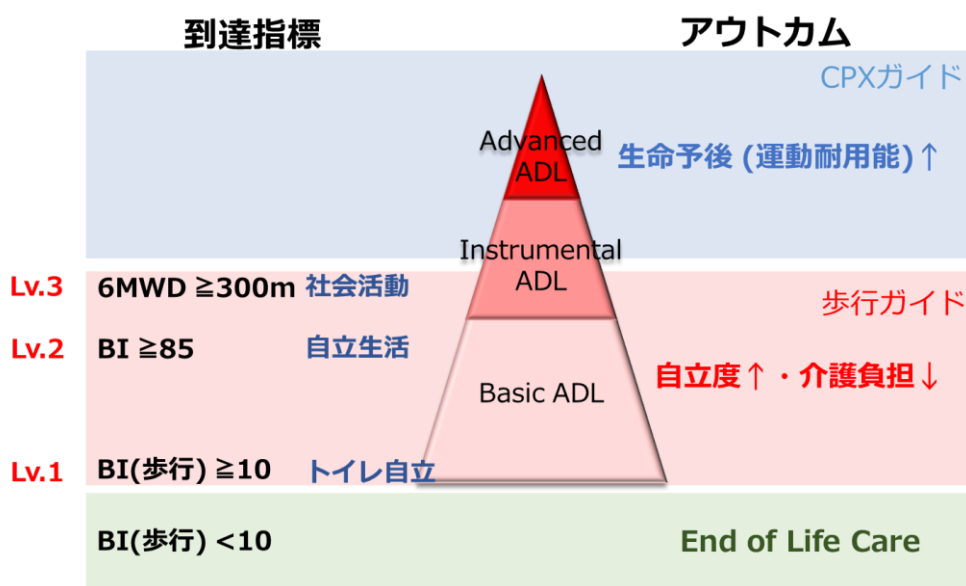 到達指標
アウトカム
CPXガイド
Advanced
ADL
生命予後 (運動耐用能)↑
Instrumental
ADL
Lv.3 6MWD ≧300m 社会活動
歩行ガイド
Lv.2 BI ≧85 自立生活
自立度↑・介護負担↓
Basic ADL
Lv.1 BI(歩行) ≧10 トイレ自立
BI(歩行) <10
End of Life Care